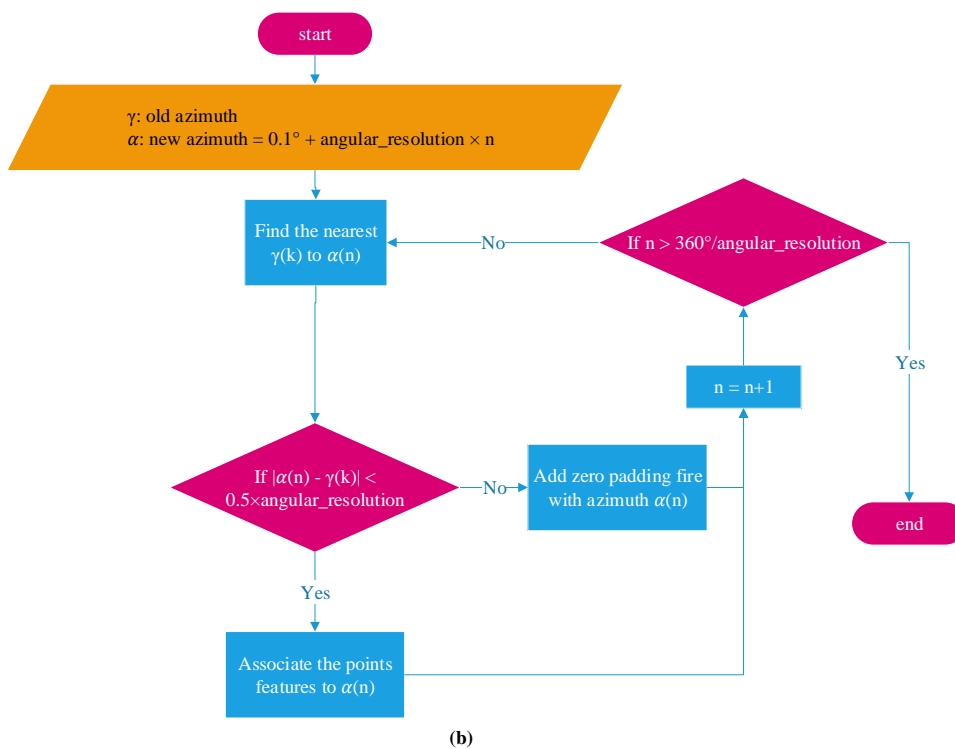 start
γ: old azimuth
α: new azimuth = 0.1° + angular_resolution × n
Find the nearest
γ(k) to α(n)
No
If n > 360°/angular_resolution
Yes
n = n+1
If |α(n) - γ(k)| <
0.5×angular_resolution
No
Add zero padding fire
with azimuth α(n)
end
Yes
Associate the points
features to α(n)
(b)